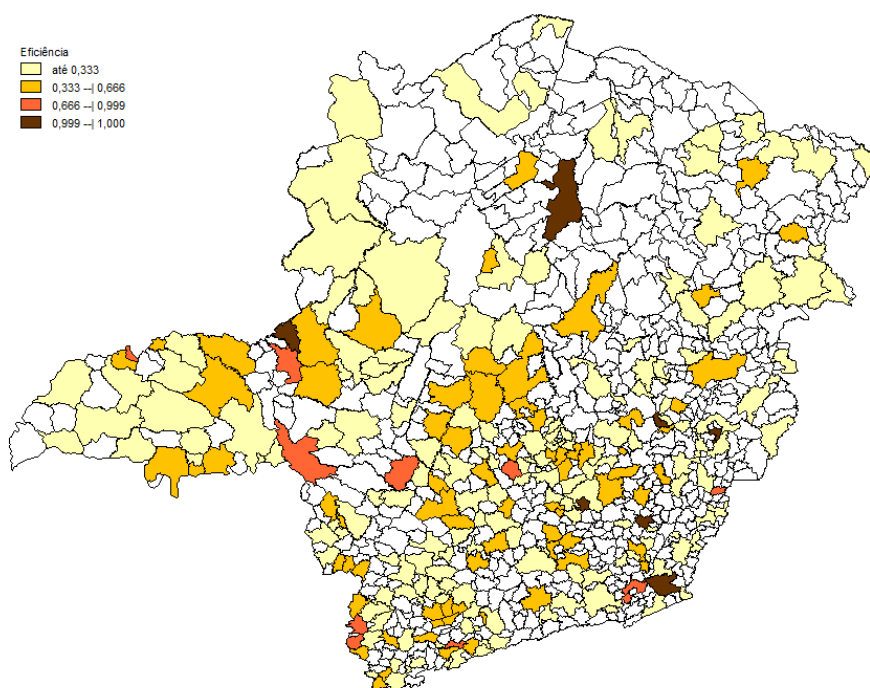 Eficiência
até 0,333
0,333 --| 0,666
0,666 --| 0,999
0,999 --| 1,000